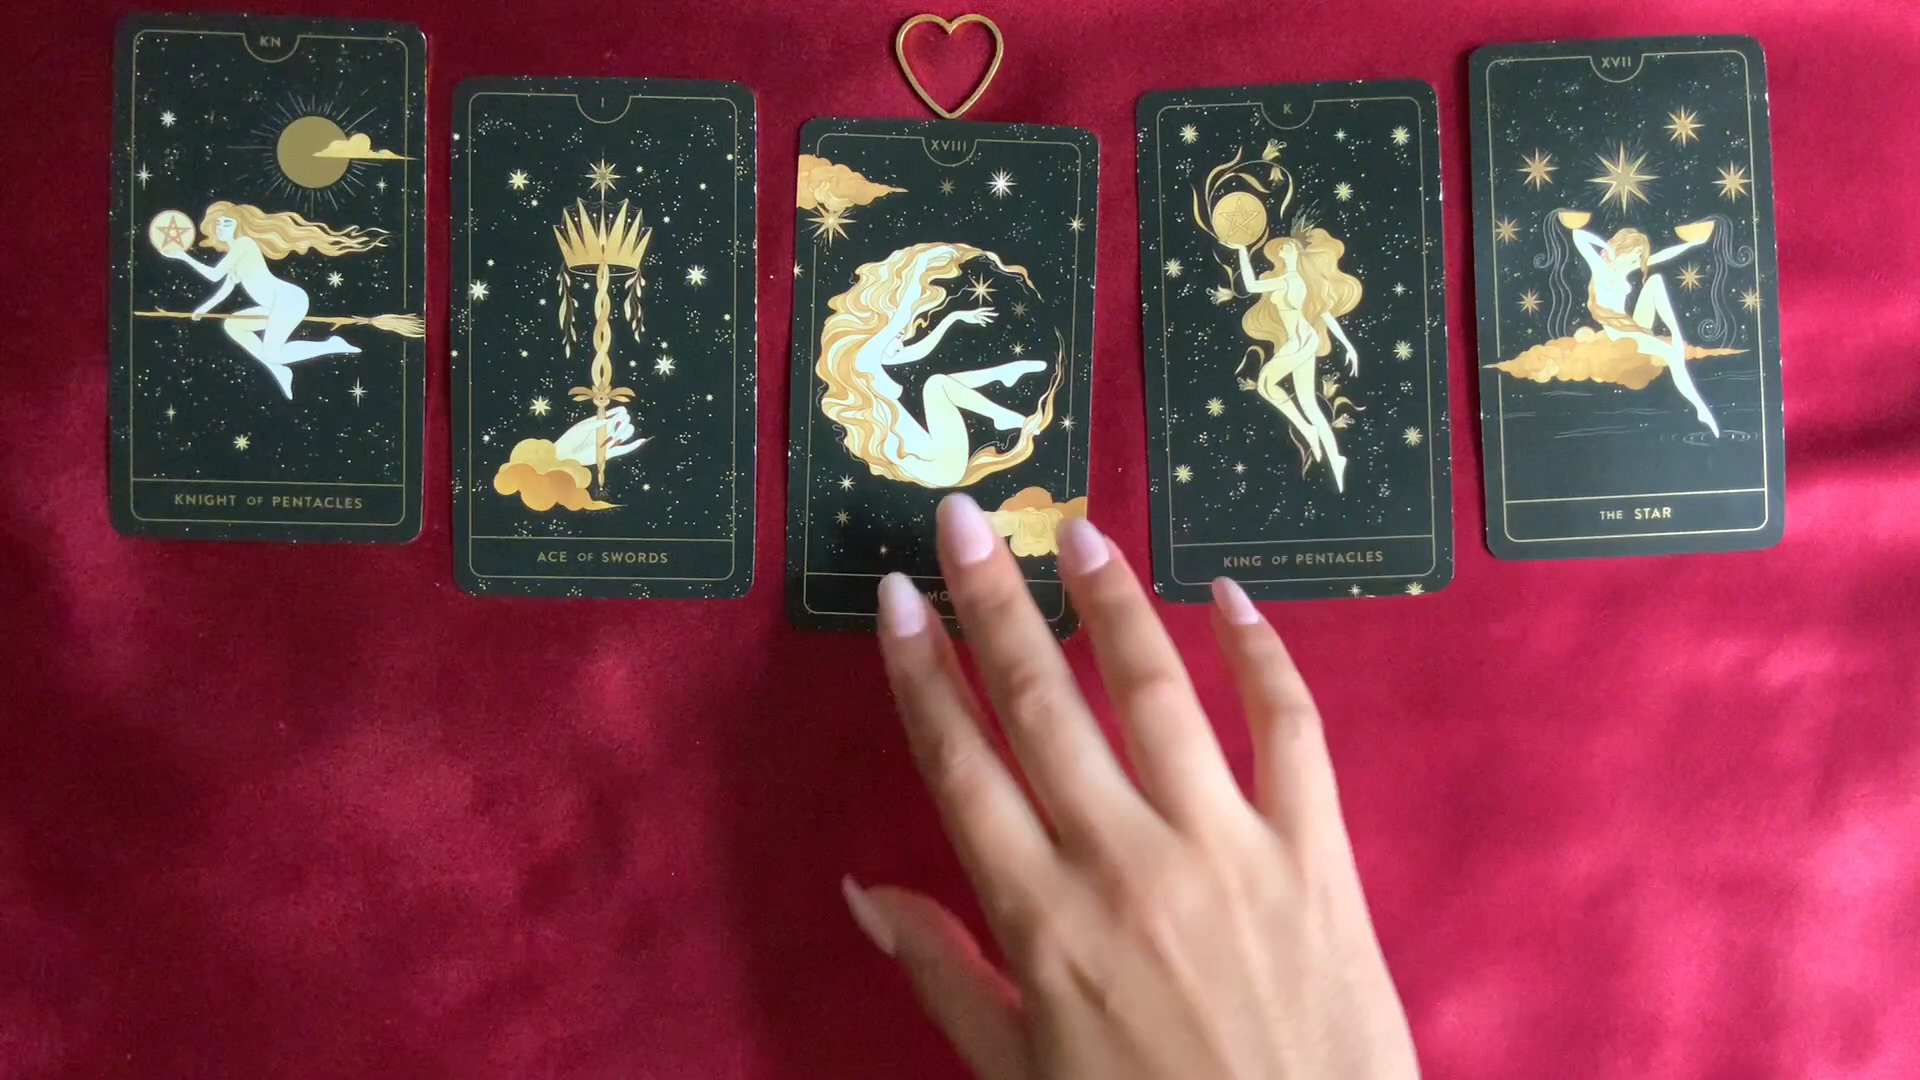 KN
KNIGHT OF PENTACLES
I
ACE OF SWORDS
XVIII
K
KING OF PENTACLES
XVII
THE STAR